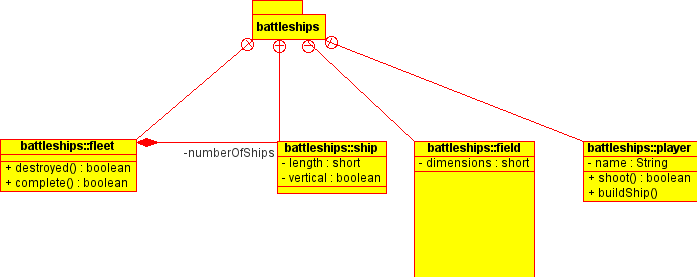 battleships
battleships::fleet
+ destroyed() : boolean
+ complete() : boolean
-numberOfShips
battleships::ship
- length : short
- vertical : boolean
battleships::field
- dimensions : short
battleships::player
- name : String
+ shoot() : boolean
+ buildShip()